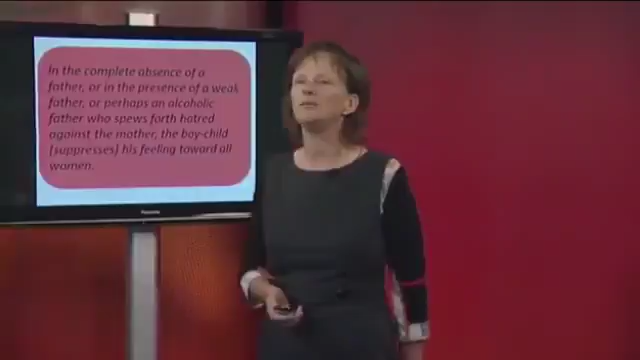 In the complete absence of a
father, or in the presence of a weak
father, or perhaps an alcoholic
father who spews forth hatred
against the mother, the boy-child
(suppresses) his feeling toward all
women.
Panasonic